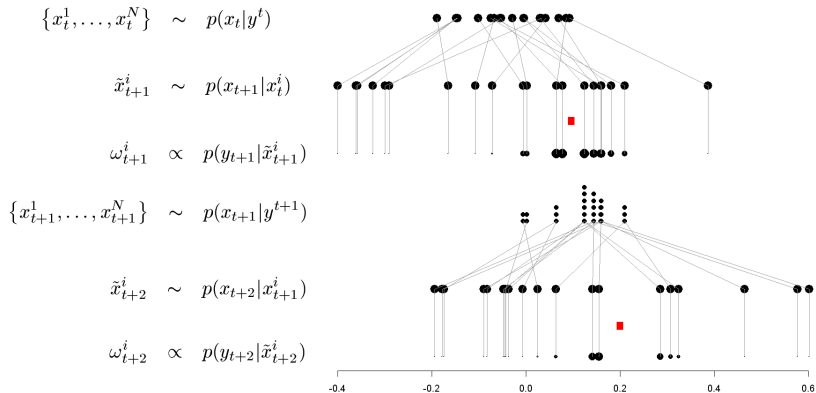 {x_t^1, . . . , x_t^N} ∼ p(x_t|y^t)
x̃_{t+1}^i ∼ p(x_{t+1}|x_t^i)
ω_{t+1}^i ∝ p(y_{t+1}|x̃_{t+1}^i)
{x_{t+1}^1, . . . , x_{t+1}^N} ∼ p(x_{t+1}|y^{t+1})
x̃_{t+2}^i ∼ p(x_{t+2}|x_{t+1}^i)
ω_{t+2}^i ∝ p(y_{t+2}|x̃_{t+2}^i)
-0.4 -0.2 0.0 0.2 0.4 0.6